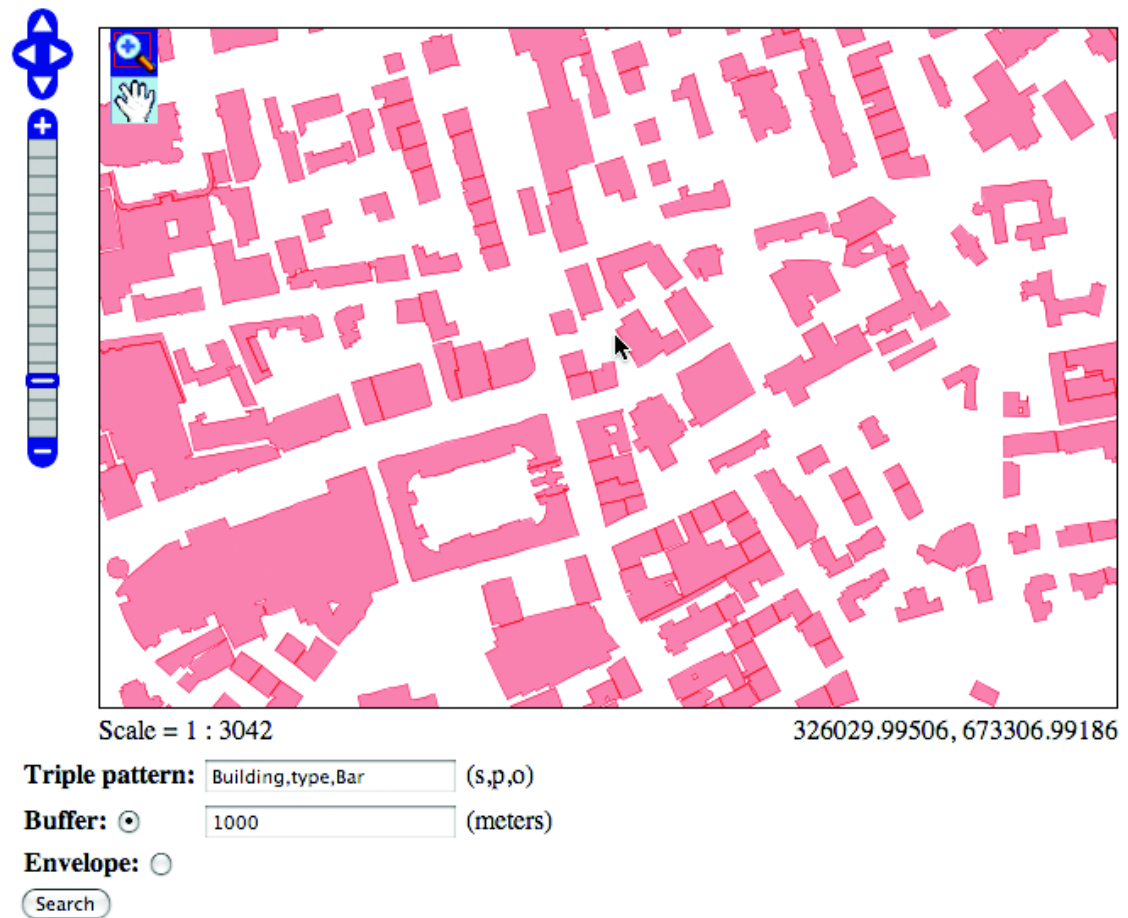 Scale = 1 : 3042
326029.99506, 673306.99186
Triple pattern: Building,type,Bar (s,p,o)
Buffer: 1000 (meters)
Envelope:
Search